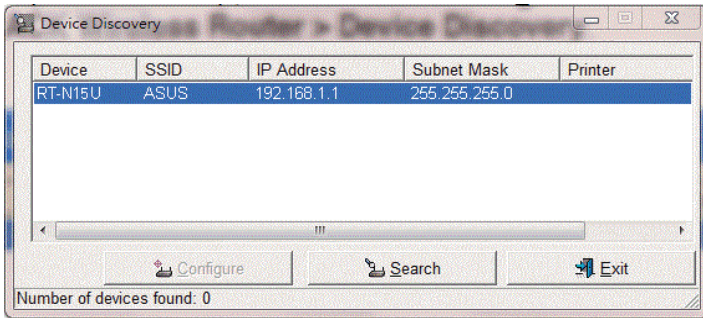 Device Discovery
Device SSID IP Address Subnet Mask Printer
RT-N15U ASUS 192.168.1.1 255.255.255.0
Configure Search Exit
Number of devices found: 0